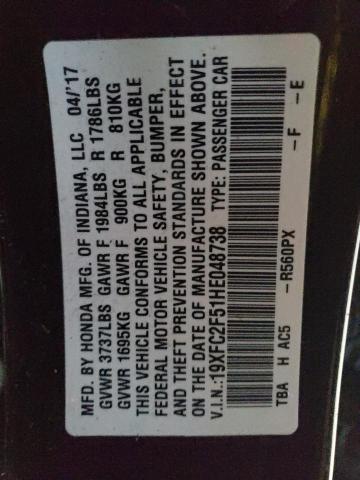 MFD. BY HONDA MFG. OF INDIANA, LLC 04/'17
GVWR 3737LBS GAWR F 1984LBS R 1786LBS
GVWR 1695KG GAWR F 900KG R 810KG
THIS VEHICLE CONFORMS TO ALL APPLICABLE
FEDERAL MOTOR VEHICLE SAFETY, BUMPER,
AND THEFT PREVENTION STANDARDS IN EFFECT
ON THE DATE OF MANUFACTURE SHOWN ABOVE.
V.I.N.:19XFC2F51HE048738 TYPE: PASSENGER CAR
TBA H AC5 -R560PX -F -E